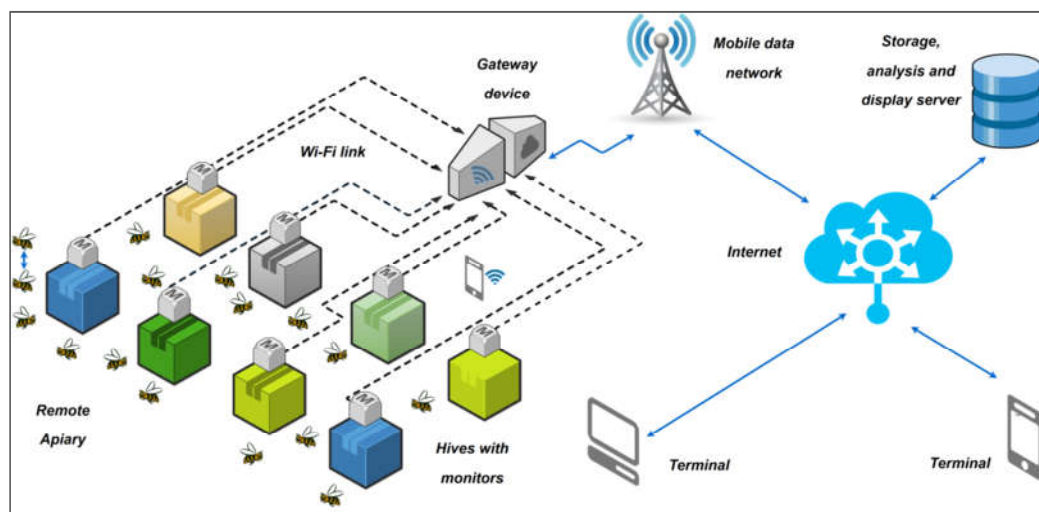 Mobile data
network
Storage,
analysis and
display server
Gateway
device
Wi-Fi link
M
M
M
M
M
M
M
M
Internet
Remote
Apiary
Hives with
monitors
Terminal
Terminal